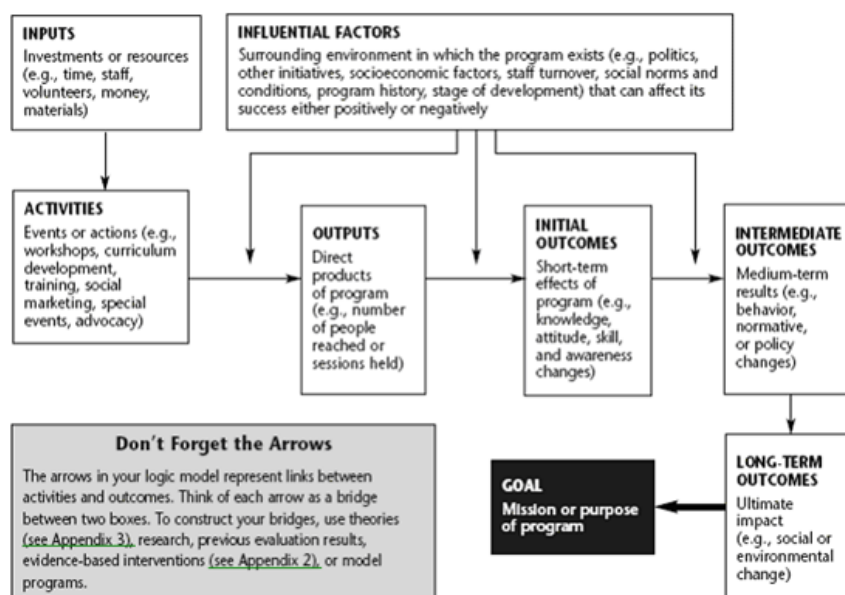 INPUTS
Investments or resources
(e.g., time, staff,
volunteers, money,
materials)
INFLUENTIAL FACTORS
Surrounding environment in which the program exists (e.g., politics,
other initiatives, socioeconomic factors, staff turnover, social norms and
conditions, program history, stage of development) that can affect its
success either positively or negatively
ACTIVITIES
Events or actions (e.g.,
workshops, curriculum
development,
training, social
marketing, special
events, advocacy)
OUTPUTS
Direct
products
of program
(e.g., number
of people
reached or
sessions held)
INITIAL
OUTCOMES
Short-term
effects of
program (e.g.,
knowledge,
attitude, skill,
and awareness
changes)
INTERMEDIATE
OUTCOMES
Medium-term
results (e.g.,
behavior,
normative,
or policy
changes)
LONG-TERM
OUTCOMES
Ultimate
impact
(e.g., social or
environmental
change)
GOAL
Mission or purpose
of program
Don't Forget the Arrows
The arrows in your logic model represent links between
activities and outcomes. Think of each arrow as a bridge
between two boxes. To construct your bridges, use theories
(see Appendix 3), research, previous evaluation results,
evidence-based interventions (see Appendix 2), or model
programs.